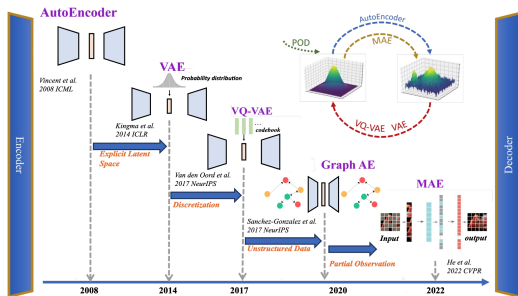 AutoEncoder
Vincent et al.
2008 ICML
VAE
Probability distribution
Kingma et al.
2014 ICLR
Explicit Latent
Space
VQ-VAE
...
codebook
Van den Oord et al.
2017 NeurIPS
Discretization
Graph AE
Sanchez-Gonzalez et al.
2017 NeurIPS
Unstructured Data
MAE
Input
output
He et al.
2022 CVPR
Partial Observation
POD
AutoEncoder
MAE
VQ-VAE VAE
Encoder
Decoder
2008
2014
2017
2020
2022